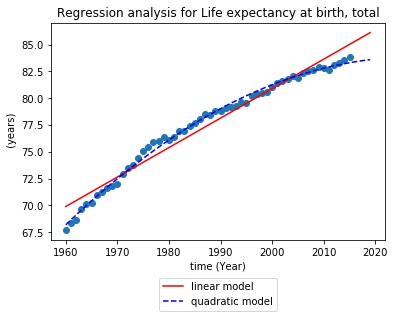 Regression analysis for Life expectancy at birth, total
85.0
82.5
80.0
77.5
75.0
72.5
70.0
67.5
(years)
1960 1970 1980 1990 2000 2010 2020
time (Year)
linear model
quadratic model